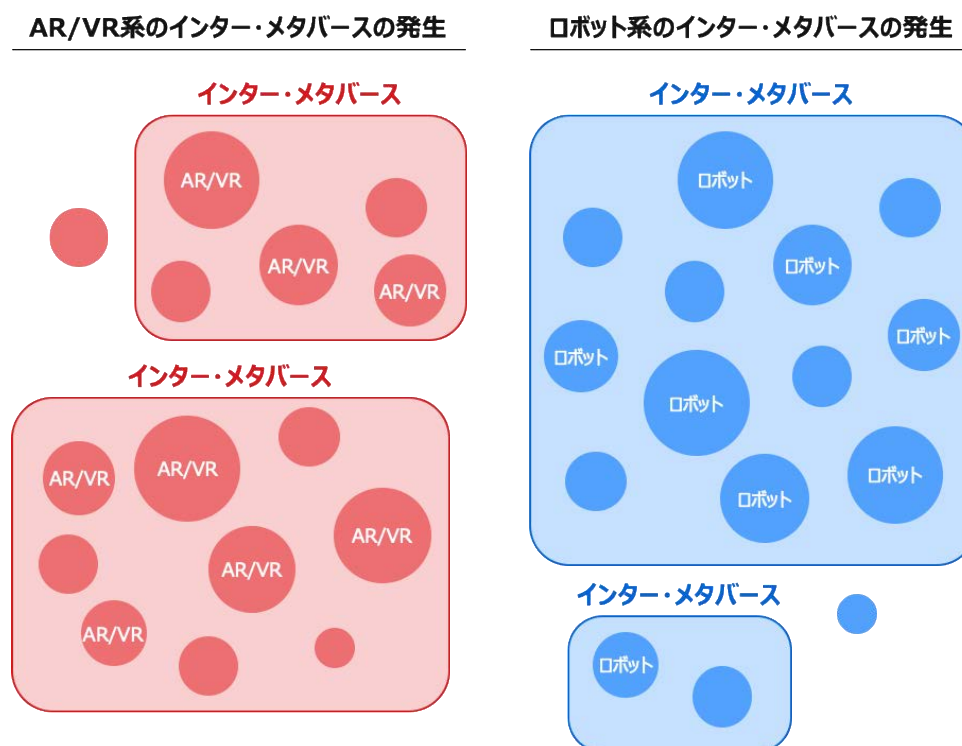 AR/VR系のインター・メタバースの発生
インター・メタバース
AR/VR
AR/VR
AR/VR
インター・メタバース
AR/VR
AR/VR
AR/VR
AR/VR
AR/VR
ロボット系のインター・メタバースの発生
インター・メタバース
ロボット
ロボット
ロボット
ロボット
ロボット
ロボット
ロボット
インター・メタバース
ロボット